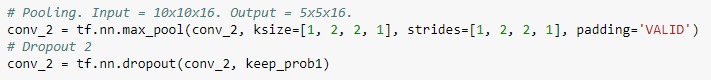 # Pooling. Input = 10x10x16. Output = 5x5x16.
conv_2 = tf.nn.max_pool(conv_2, ksize=[1, 2, 2, 1], strides=[1, 2, 2, 1], padding='VALID')
# Dropout 2
conv_2 = tf.nn.dropout(conv_2, keep_prob1)